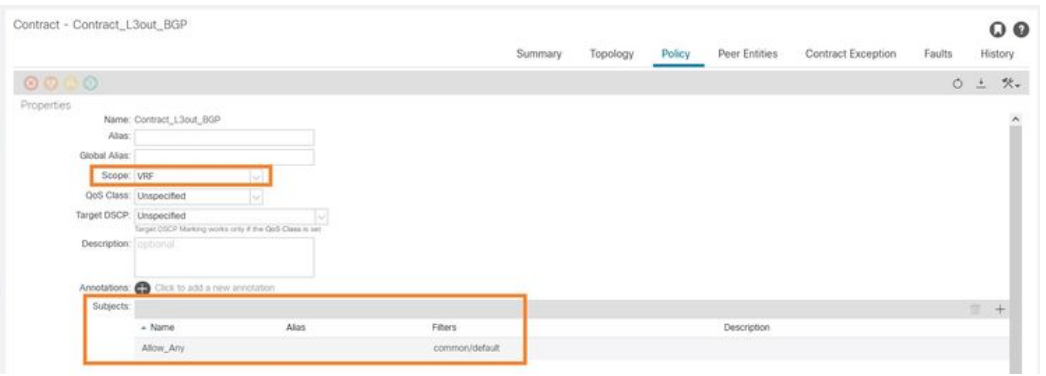 Contract - Contract_L3out_BGP
Summary Topology Policy Peer Entities Contract Exception Faults History
Properties
Name: Contract_L3out_BGP
Alias:
Global Alias:
Scope: VRF
QoS Class: Unspecified
Target DSCP: Unspecified
Target DSCP Marking works only if the QoS Class is set
Description: optional
Annotations: Click to add a new annotation
Subjects:
Name Alias Filters Description
Allow_Any common/default